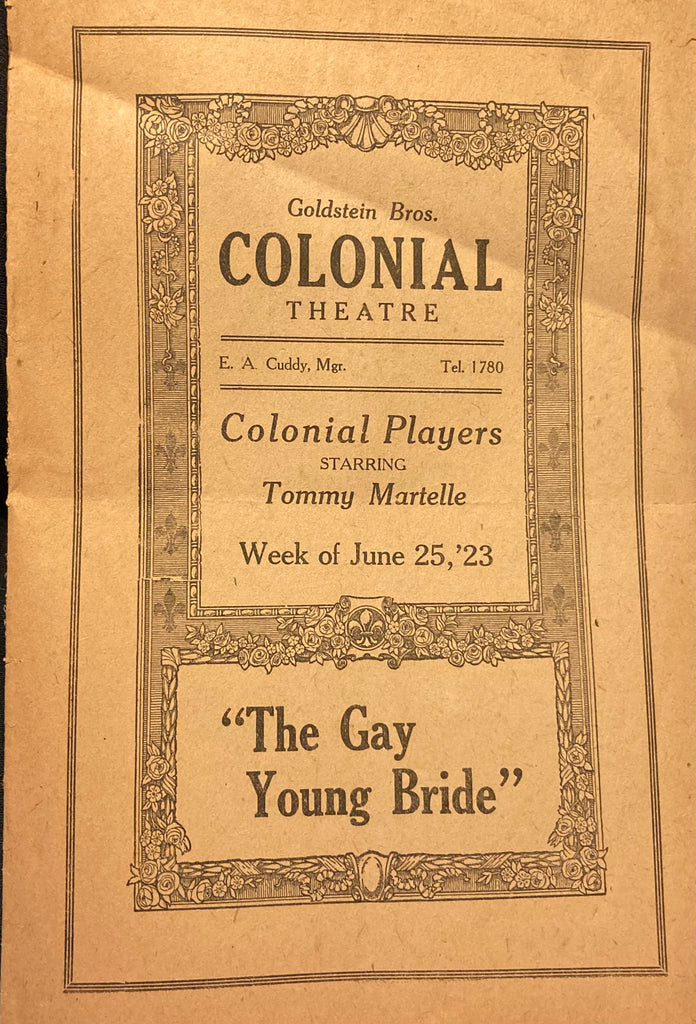 Goldstein Bros.
COLONIAL
THEATRE
E. A. Cuddy, Mgr. Tel. 1780
Colonial Players
STARRING
Tommy Martelle
Week of June 25, '23
"The Gay
Young Bride"